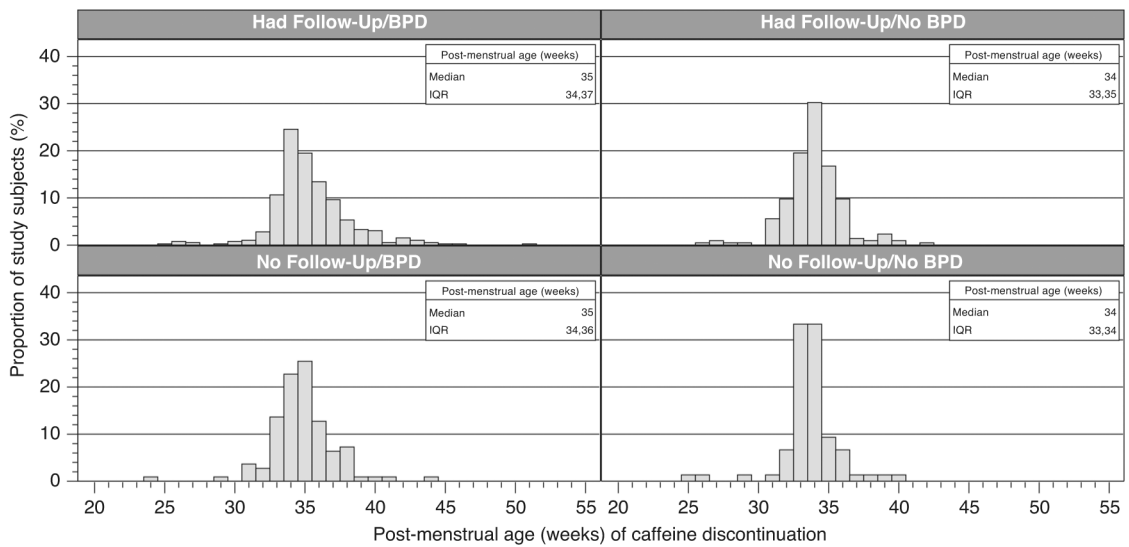 Had Follow-Up/BPD
Had Follow-Up/No BPD
Post-menstrual age (weeks)
Median 35
IQR 34,37
Post-menstrual age (weeks)
Median 34
IQR 33,35
40
30
20
10
0
No Follow-Up/BPD
No Follow-Up/No BPD
Post-menstrual age (weeks)
Median 35
IQR 34,36
Post-menstrual age (weeks)
Median 34
IQR 33,34
40
30
20
10
0
Proportion of study subjects (%)
20 25 30 35 40 45 50 55 20 25 30 35 40 45 50 55
Post-menstrual age (weeks) of caffeine discontinuation